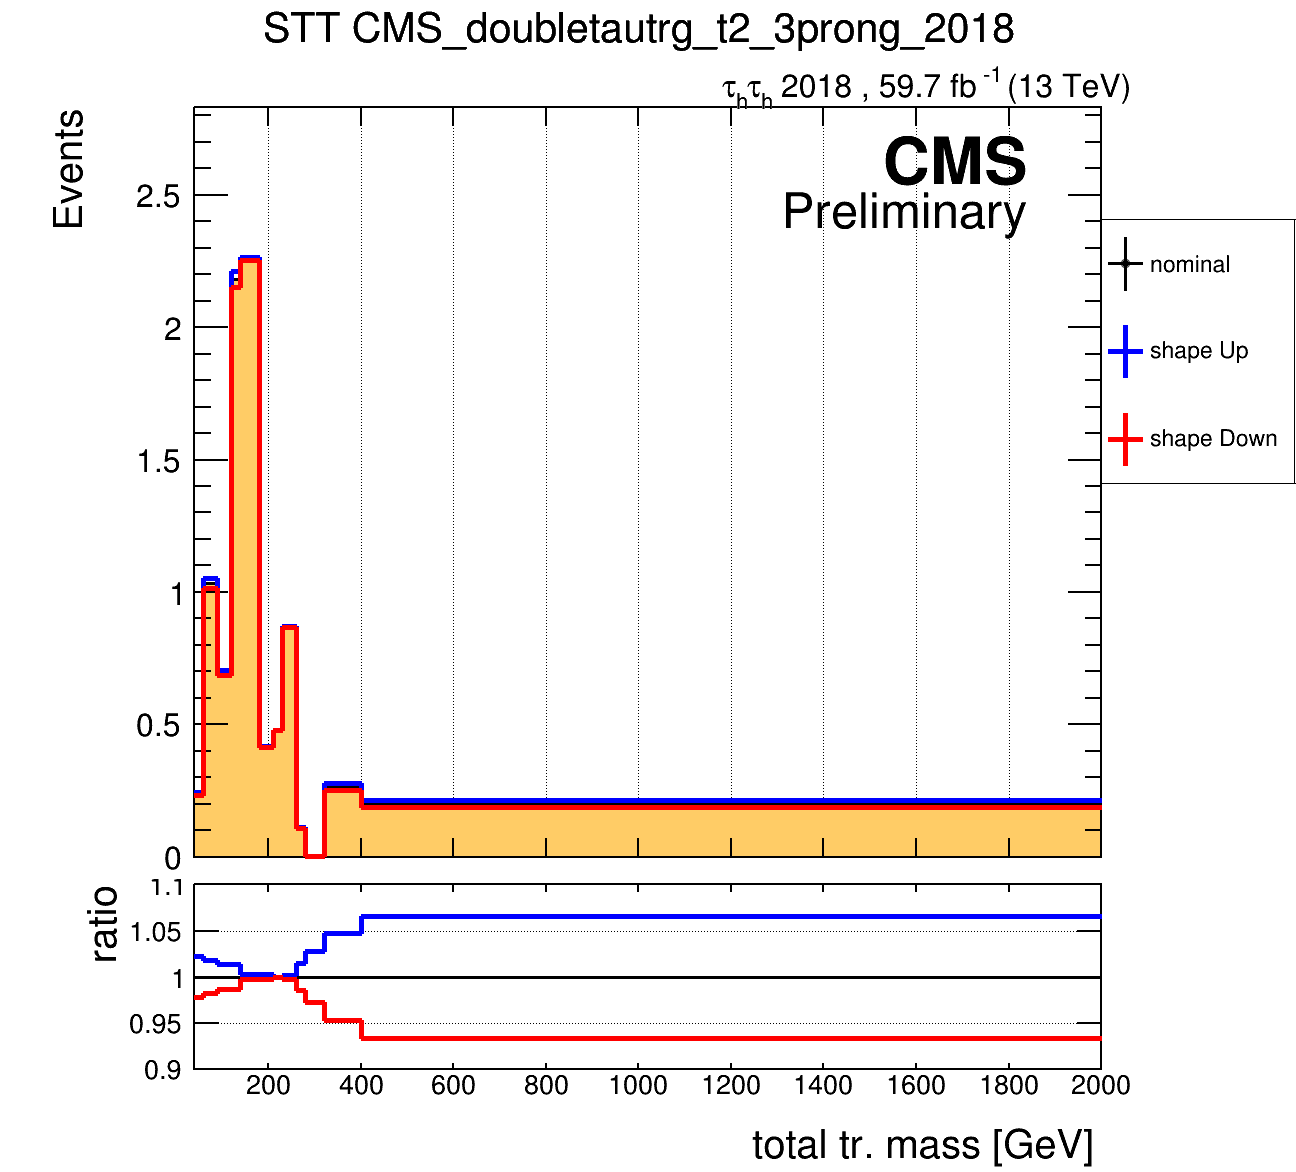 STT CMS_doubletautrg_t2_3prong_2018
τhτh 2018 , 59.7 fb -1 (13 TeV)
Events
CMS
Preliminary
2.5
2
1.5
1
0.5
0
nominal
shape Up
shape Down
ratio
1.1
1.05
1
0.95
0.9
200 400 600 800 1000 1200 1400 1600 1800 2000
total tr. mass [GeV]